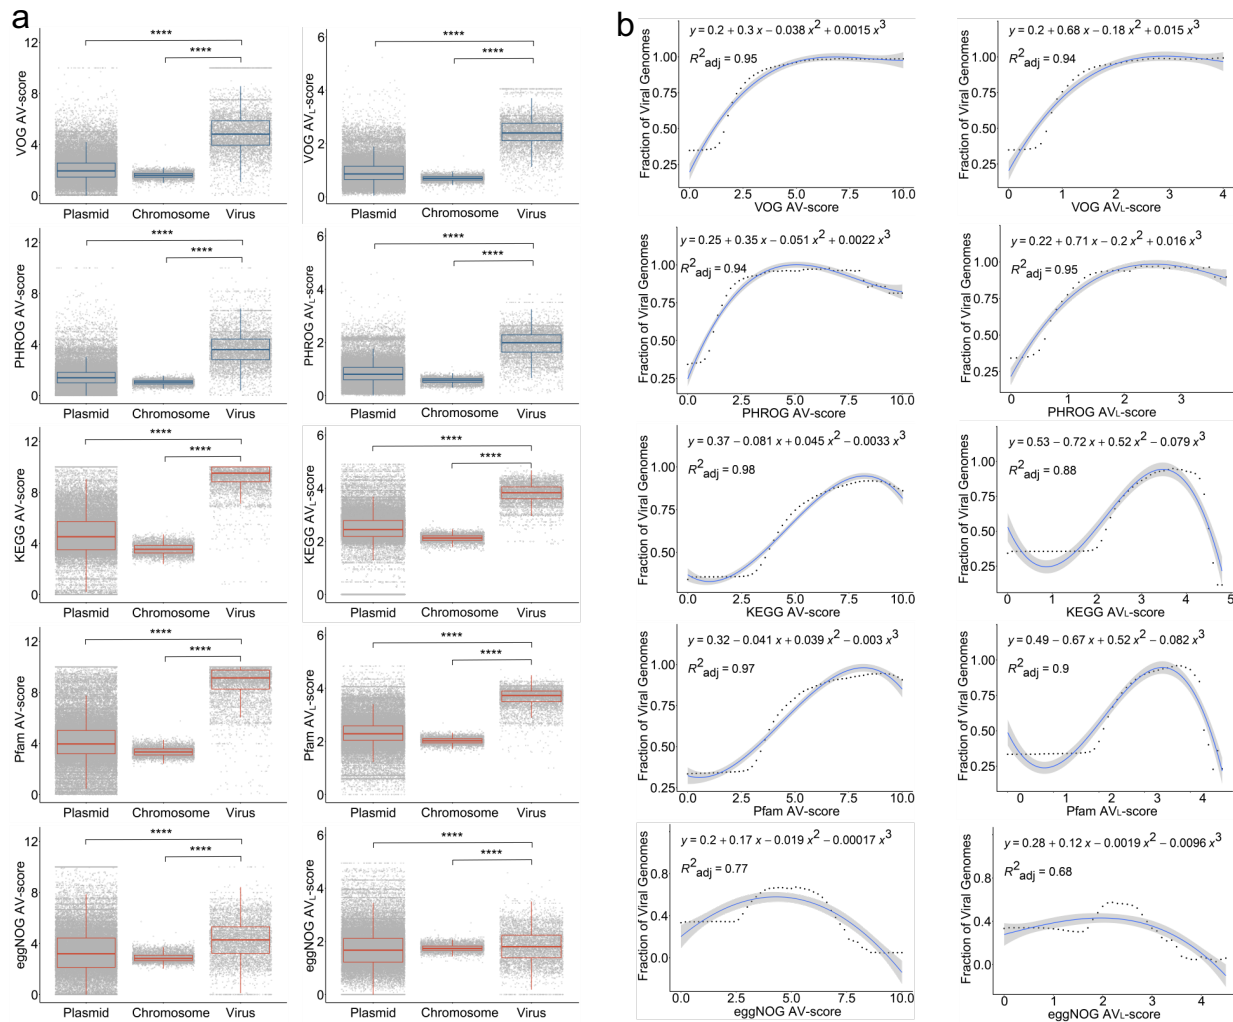 a
VOG AV-score
12
8
4
0
****
****
Plasmid Chromosome Virus
VOG AVL-score
6
4
2
0
****
****
Plasmid Chromosome Virus
PHROG AV-score
12
8
4
0
****
****
Plasmid Chromosome Virus
PHROG AVL-score
6
4
2
0
****
****
Plasmid Chromosome Virus
KEGG AV-score
12
8
4
0
****
****
Plasmid Chromosome Virus
KEGG AVL-score
6
4
2
0
****
****
Plasmid Chromosome Virus
Pfam AV-score
12
8
4
0
****
****
Plasmid Chromosome Virus
Pfam AVL-score
6
4
2
0
****
****
Plasmid Chromosome Virus
eggNOG AV-score
12
8
4
0
****
****
Plasmid Chromosome Virus
eggNOG AVL-score
6
4
2
0
****
****
Plasmid Chromosome Virus
b
Fraction of Viral Genomes
y = 0.2 + 0.3 x − 0.038 x² + 0.0015 x³
R²adj = 0.95
1.00
0.75
0.50
0.25
0.0 2.5 5.0 7.5 10.0
VOG AV-score
Fraction of Viral Genomes
y = 0.2 + 0.68 x − 0.18 x² + 0.015 x³
R²adj = 0.94
1.00
0.75
0.50
0.25
0 1 2 3 4
VOG AVL-score
Fraction of Viral Genomes
y = 0.25 + 0.35 x − 0.051 x² + 0.0022 x³
R²adj = 0.94
1.00
0.75
0.50
0.25
0.0 2.5 5.0 7.5 10.0
PHROG AV-score
Fraction of Viral Genomes
y = 0.22 + 0.71 x − 0.2 x² + 0.016 x³
R²adj = 0.95
1.00
0.75
0.50
0.25
0 1 2 3
PHROG AVL-score
Fraction of Viral Genomes
y = 0.37 − 0.081 x + 0.045 x² − 0.0033 x³
R²adj = 0.98
1.00
0.75
0.50
0.0 2.5 5.0 7.5 10.0
KEGG AV-score
Fraction of Viral Genomes
y = 0.53 − 0.72 x + 0.52 x² − 0.079 x³
R²adj = 0.88
1.00
0.75
0.50
0.25
0 1 2 3 4 5
KEGG AVL-score
Fraction of Viral Genomes
y = 0.32 − 0.041 x + 0.039 x² − 0.003 x³
R²adj = 0.97
1.00
0.75
0.50
0.25
0.0 2.5 5.0 7.5 10.0
Pfam AV-score
Fraction of Viral Genomes
y = 0.49 − 0.67 x + 0.52 x² − 0.082 x³
R²adj = 0.9
1.00
0.75
0.50
0.25
0 1 2 3 4
Pfam AVL-score
Fraction of Viral Genomes
y = 0.2 + 0.17 x − 0.019 x² − 0.00017 x³
R²adj = 0.77
0.8
0.4
0.0
0.0 2.5 5.0 7.5 10.0
eggNOG AV-score
Fraction of Viral Genomes
y = 0.28 + 0.12 x − 0.0019 x² − 0.0096 x³
R²adj = 0.68
0.8
0.4
0.0
0 1 2 3 4
eggNOG AVL-score